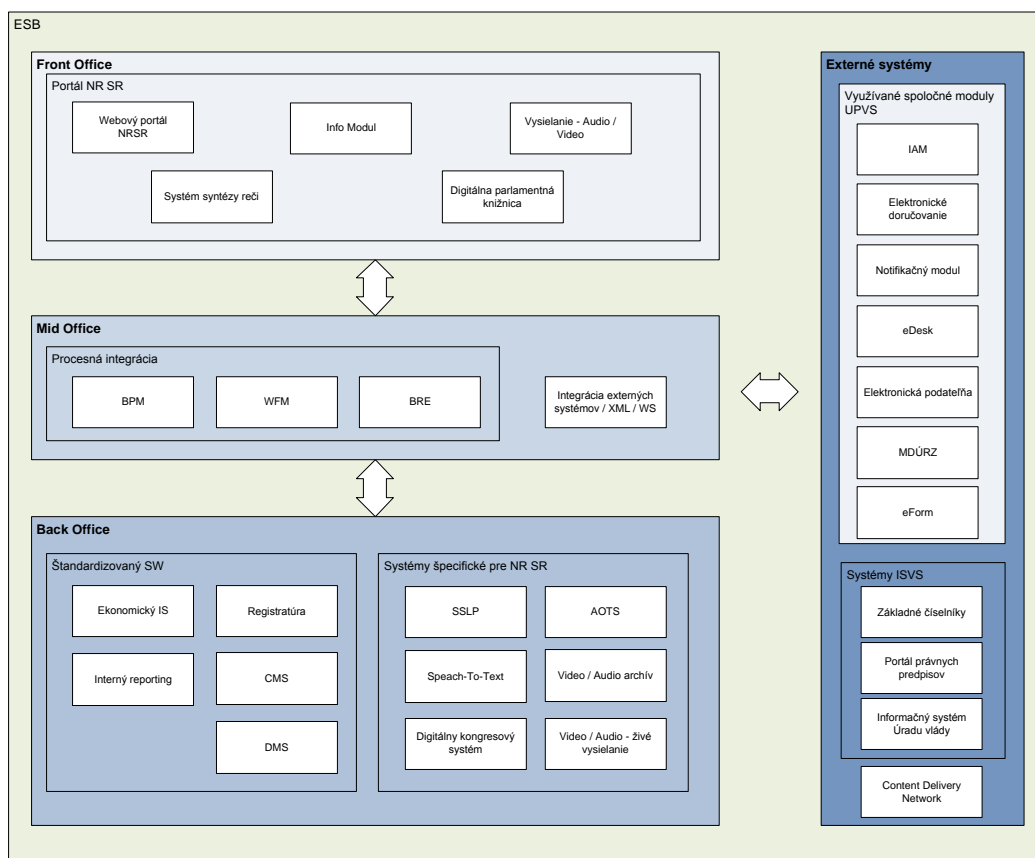 ESB
Front Office
Portál NR SR
Webový portál
NRSR
Info Modul
Vysielanie - Audio /
Video
Systém syntézy reči
Digitálna parlamentná
knižnica
Mid Office
Procesná integrácia
BPM
WFM
BRE
Integrácia externých
systémov / XML / WS
Back Office
Štandardizovaný SW
Ekonomický IS
Registratúra
Interný reporting
CMS
DMS
Systémy špecifické pre NR SR
SSLP
AOTS
Speach-To-Text
Video / Audio archív
Digitálny kongresový
systém
Video / Audio - živé
vysielanie
Externé systémy
Využívané spoločné moduly
UPVS
IAM
Elektronické
doručovanie
Notifikačný modul
eDesk
Elektronická podateľňa
MDÚRZ
eForm
Systémy ISVS
Základné číselníky
Portál právnych
predpisov
Informačný systém
Úradu vlády
Content Delivery
Network